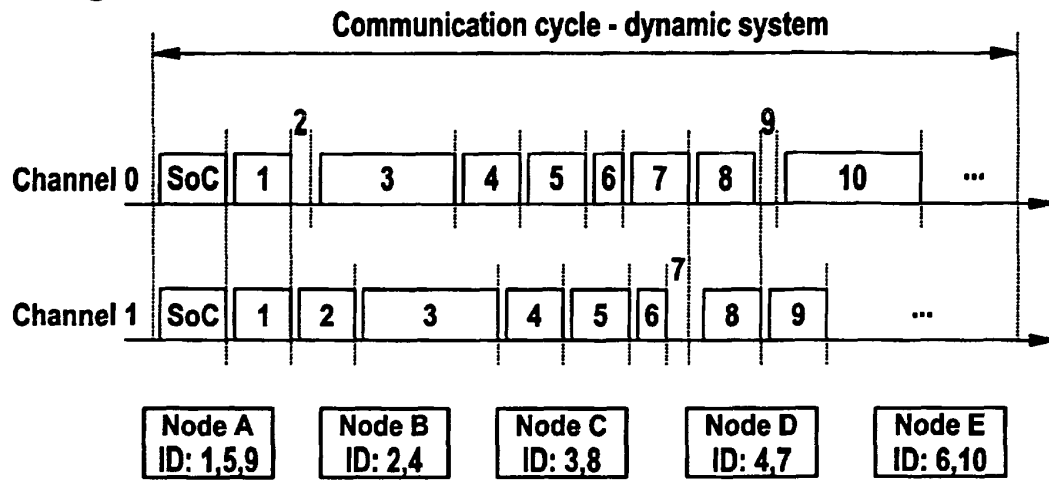 Communication cycle - dynamic system
2 9
Channel 0 SoC 1 3 4 5 6 7 8 10 ...
7
Channel 1 SoC 1 2 3 4 5 6 8 9 ...
Node A Node B Node C Node D Node E
ID: 1,5,9 ID: 2,4 ID: 3,8 ID: 4,7 ID: 6,10